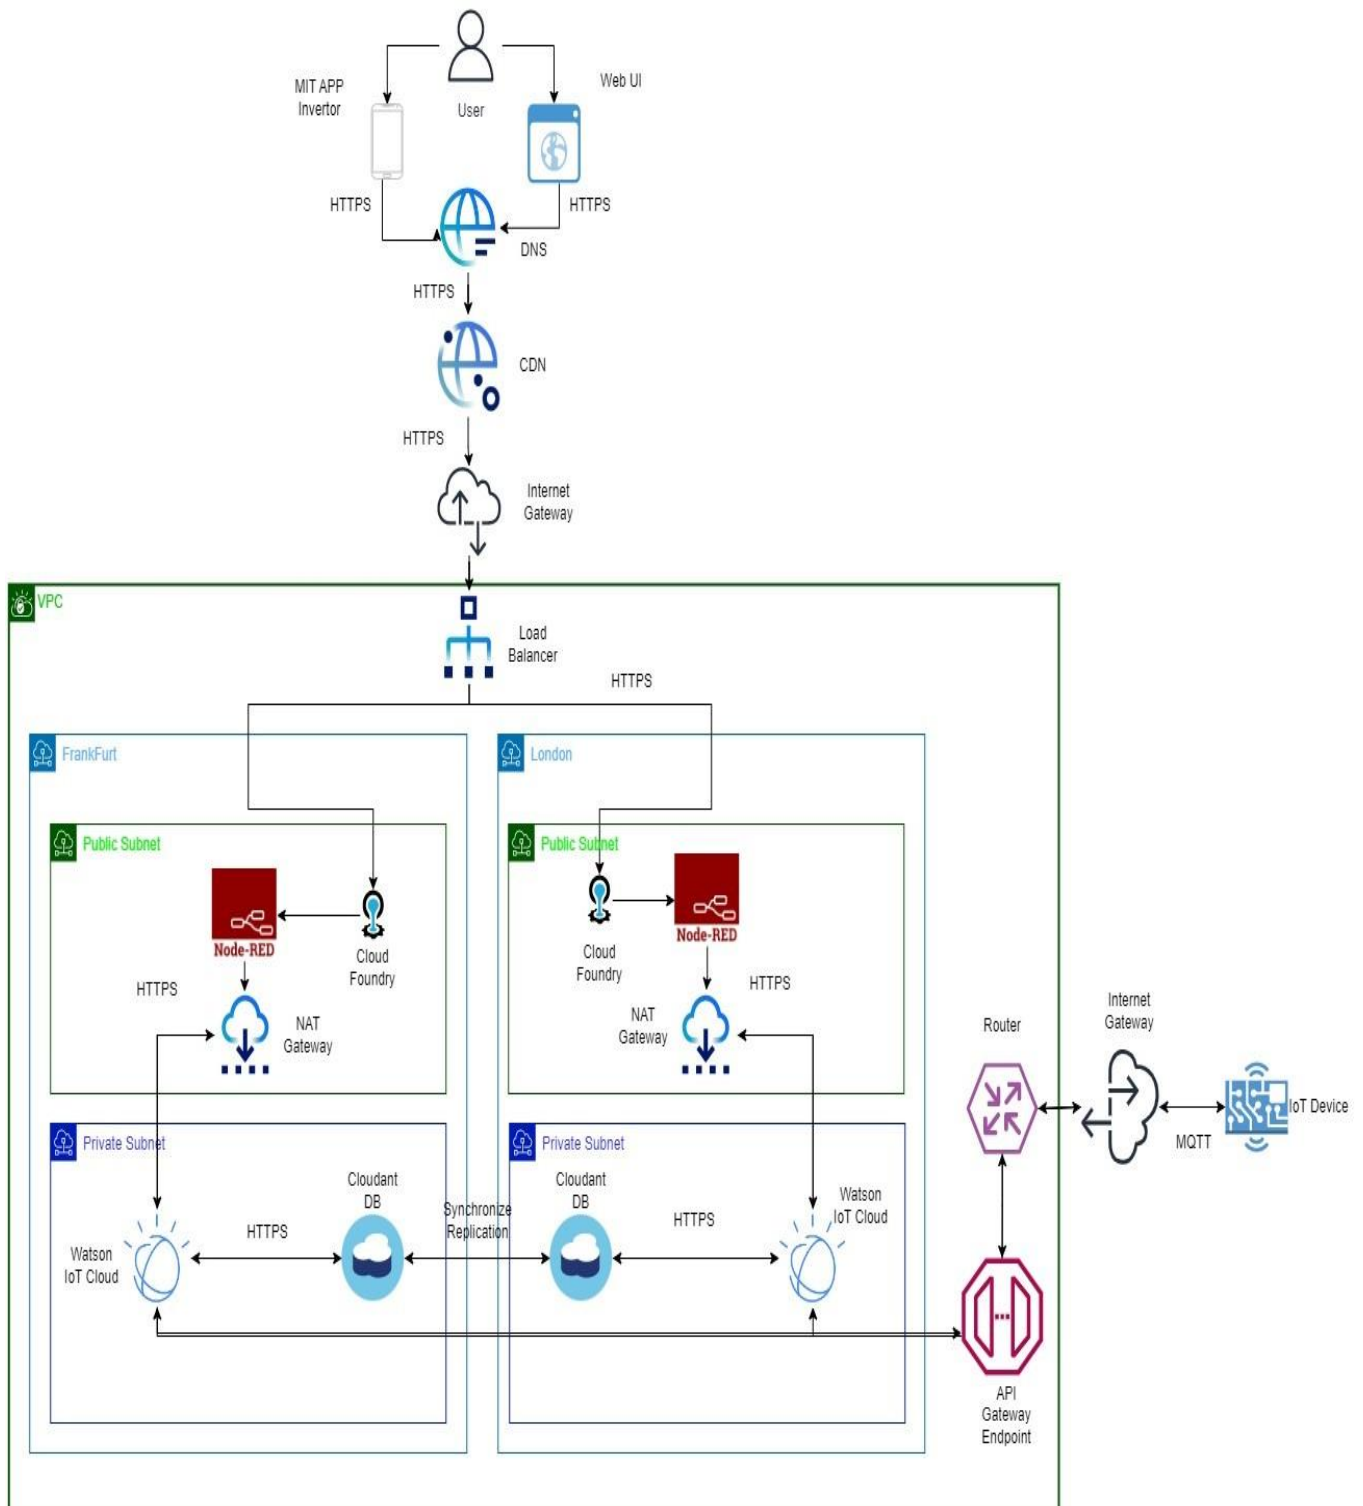 MIT APP
Invertor
User
Web UI
HTTPS
HTTPS
DNS
HTTPS
CDN
HTTPS
Internet
Gateway
VPC
Load
Balancer
HTTPS
FrankFurt
London
Public Subnet
Public Subnet
Node-RED
Cloud
Foundry
Cloud
Foundry
Node-RED
HTTPS
NAT
Gateway
NAT
Gateway
HTTPS
Router
Internet
Gateway
IoT Device
MQTT
Private Subnet
Private Subnet
Cloudant
DB
Synchronize
Replication
Cloudant
DB
Watson
IoT Cloud
HTTPS
HTTPS
Watson
IoT Cloud
API
Gateway
Endpoint